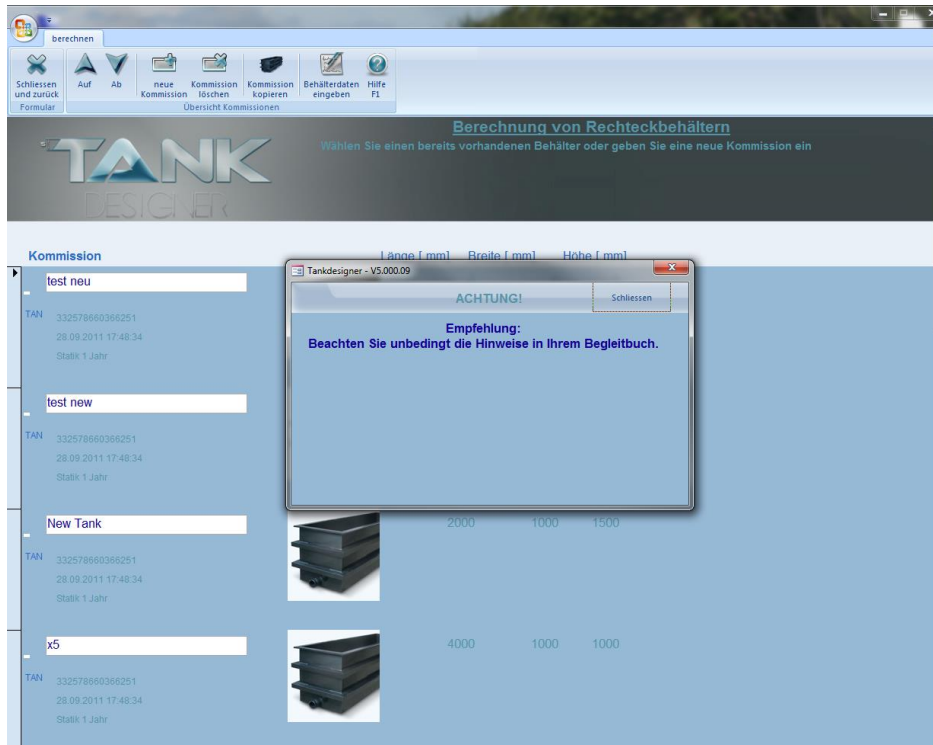 berechnen
Schliessen und zurück
Auf
Ab
neue Kommission
Kommission löschen
Kommission kopieren
Behälterdaten eingeben
Hilfe F1
Formular
Übersicht Kommissionen
TANK
DESIGNER
Berechnung von Rechteckbehältern
Wählen Sie einen bereits vorhandenen Behälter oder geben Sie eine neue Kommission ein
Kommission Länge [ mm] Breite [ mm] Höhe [ mm]
test neu
TAN 332578660366251
28.09.2011 17:48:34
Statik 1 Jahr
Tankdesigner - V5.000.09
ACHTUNG! Schliessen
Empfehlung:
Beachten Sie unbedingt die Hinweise in Ihrem Begleitbuch.
test new
TAN 332578660366251
28.09.2011 17:48:34
Statik 1 Jahr
New Tank 2000 1000 1500
TAN 332578660366251
28.09.2011 17:48:34
Statik 1 Jahr
x5 4000 1000 1000
TAN 332578660366251
28.09.2011 17:48:34
Statik 1 Jahr